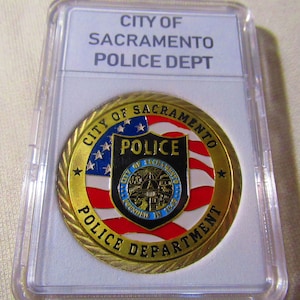 CITY OF
SACRAMENTO
POLICE DEPT
CITY OF SACRAMENTO
POLICE
POLICE DEPARTMENT